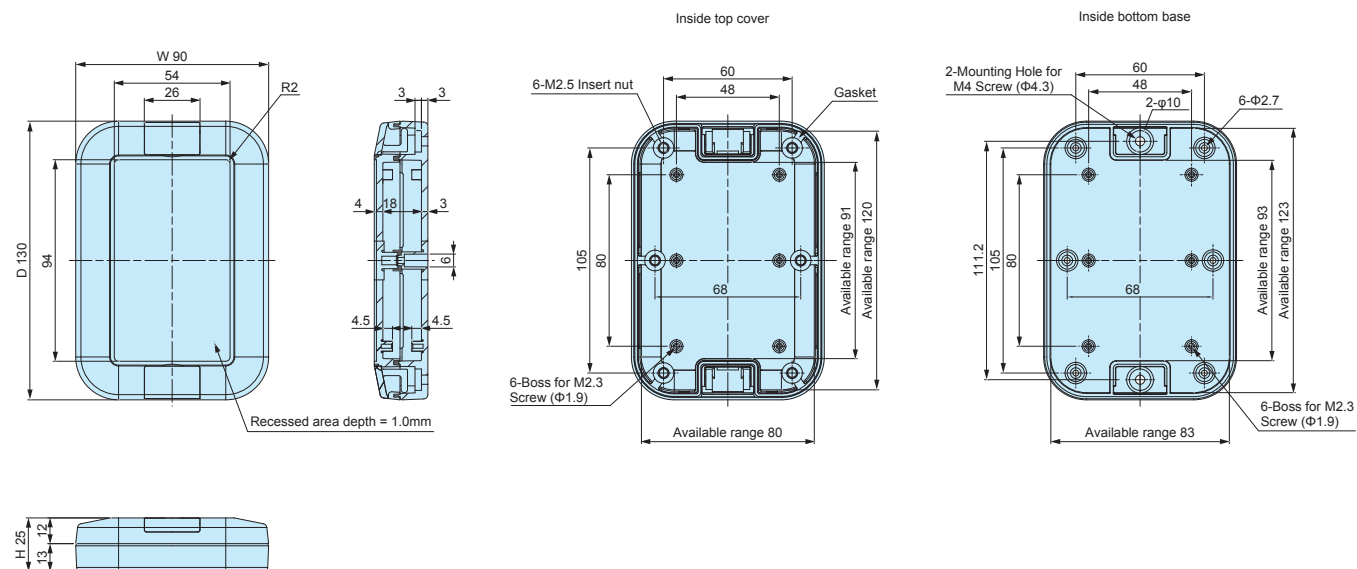 Inside top cover
Inside bottom base
W 90
54
26
R2
D 130
94
Recessed area depth = 1.0mm
3
3
4
18
3
6
4.5
4.5
6-M2.5 Insert nut
60
48
Gasket
105
80
68
Available range 91
Available range 120
6-Boss for M2.3
Screw (Φ1.9)
Available range 80
2-Mounting Hole for
M4 Screw (Φ4.3)
60
48
2-φ10
6-Φ2.7
111.2
105
80
68
Available range 93
Available range 123
6-Boss for M2.3
Screw (Φ1.9)
Available range 83
H 25
12
13